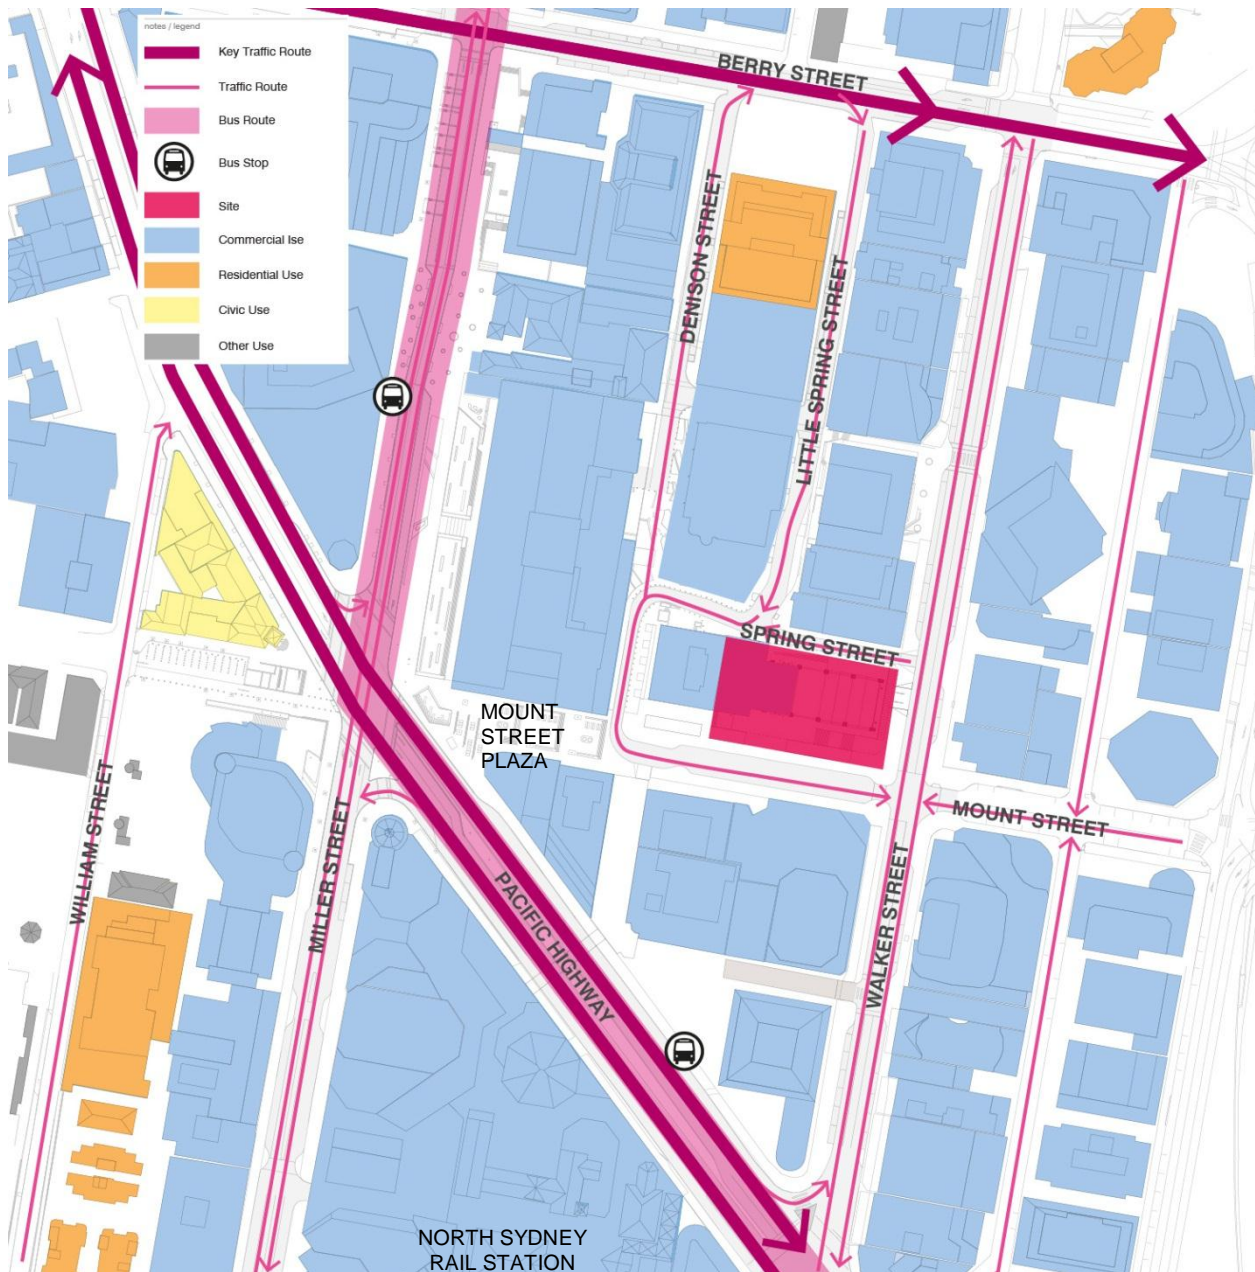 notes / legend
Key Traffic Route
Traffic Route
Bus Route
Bus Stop
Site
Commercial Ise
Residential Use
Civic Use
Other Use
BERRY STREET
DENISON STREET
LITTLE SPRING STREET
SPRING STREET
MOUNT
STREET
PLAZA
MOUNT STREET
WILLIAM STREET
MILLER STREET
PACIFIC HIGHWAY
WALKER STREET
NORTH SYDNEY
RAIL STATION